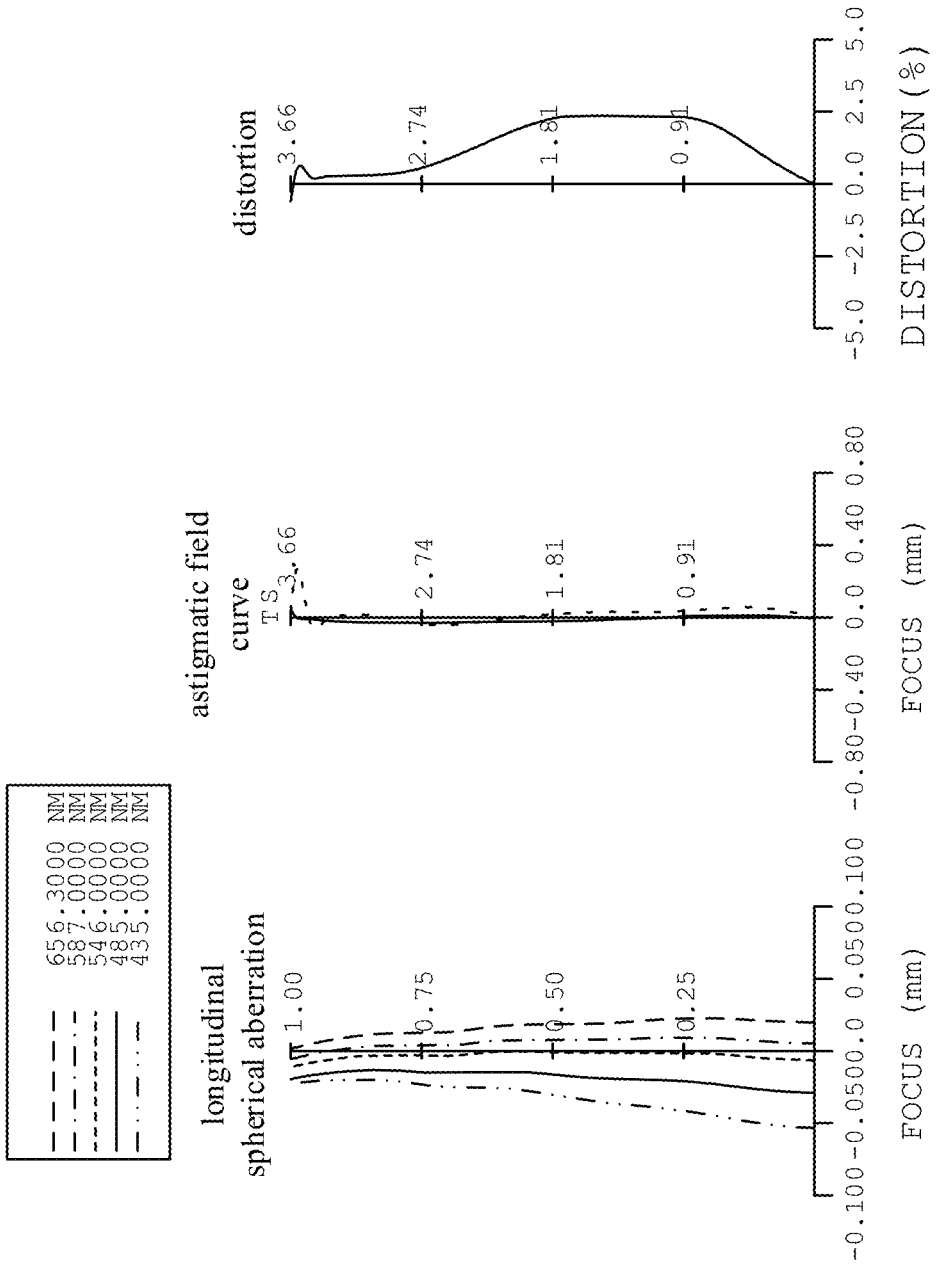 656.3000 NM
587.0000 NM
546.0000 NM
485.0000 NM
435.0000 NM
longitudinal
spherical aberration
1.00
0.75
0.50
0.25
-0.100-0.0500.0 0.0500.100
FOCUS (mm)
astigmatic field
curve
T S
3.66
2.74
1.81
0.91
-0.80-0.40 0.0 0.40 0.80
FOCUS (mm)
distortion
3.66
2.74
1.81
0.91
-5.0 -2.5 0.0 2.5 5.0
DISTORTION (%)